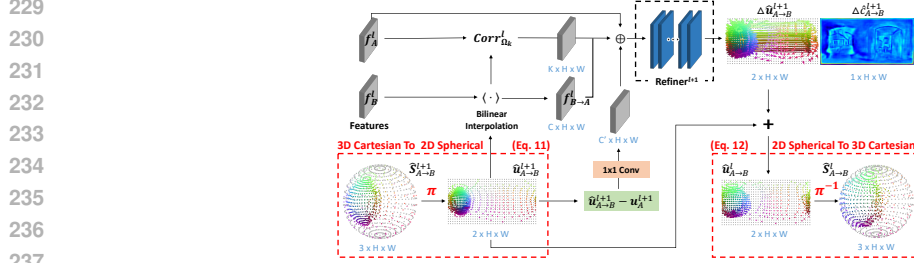 229
230
231
232
233
234
235
236
237
f^l_A
Corr^l_{Ω_k}
K x H x W
⊕
Refiner^{l+1}
Δû^{l+1}_{A→B}
2 x H x W
Δĉ^{l+1}_{A→B}
1 x H x W
f^l_B
Features
⟨ · ⟩
Bilinear
Interpolation
f^l_{B→A}
C x H x W
C' x H x W
+
3D Cartesian To 2D Spherical (Eq. 11)
Ŝ^{l+1}_{A→B}
3 x H x W
π
û^{l+1}_{A→B}
2 x H x W
1x1 Conv
û^{l+1}_{A→B} − u^{l+1}_A
(Eq. 12) 2D Spherical To 3D Cartesian
û^l_{A→B}
2 x H x W
π^{-1}
Ŝ^l_{A→B}
3 x H x W